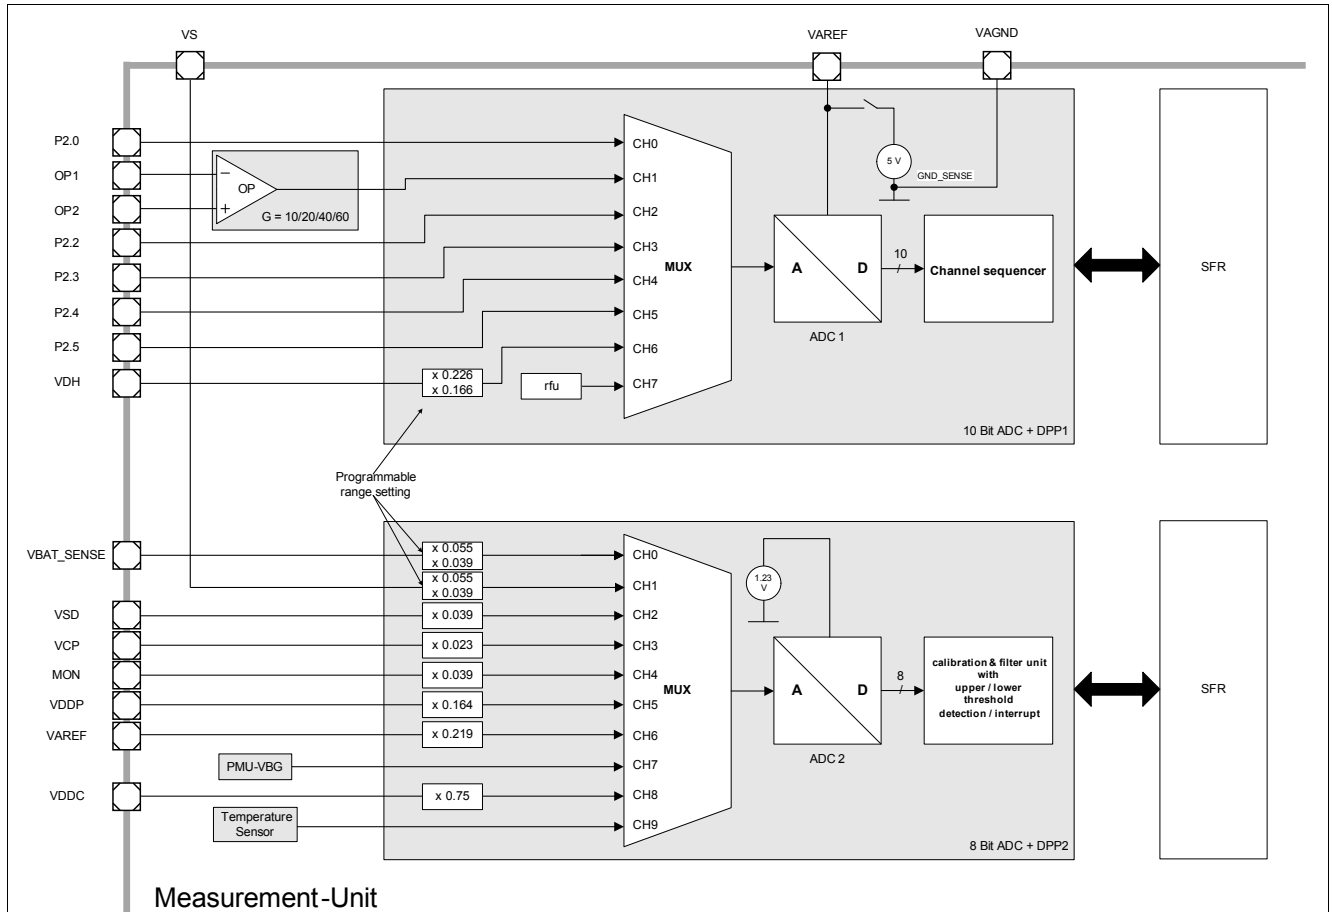 VS
VAREF
VAGND
P2.0
OP1
OP2
P2.2
P2.3
P2.4
P2.5
VDH
−
OP
+
G = 10/20/40/60
x 0.226
x 0.166
rfu
CH0
CH1
CH2
CH3
CH4
CH5
CH6
CH7
MUX
5 V
GND_SENSE
A
D
ADC 1
10
Channel sequencer
10 Bit ADC + DPP1
SFR
Programmable
range setting
VBAT_SENSE
VSD
VCP
MON
VDDP
VAREF
VDDC
PMU-VBG
Temperature
Sensor
x 0.055
x 0.039
x 0.055
x 0.039
x 0.039
x 0.023
x 0.039
x 0.164
x 0.219
x 0.75
CH0
CH1
CH2
CH3
CH4
CH5
CH6
CH7
CH8
CH9
MUX
1.23
V
A
D
ADC 2
8
calibration & filter unit
with
upper / lower
threshold
detection / interrupt
8 Bit ADC + DPP2
SFR
Measurement-Unit